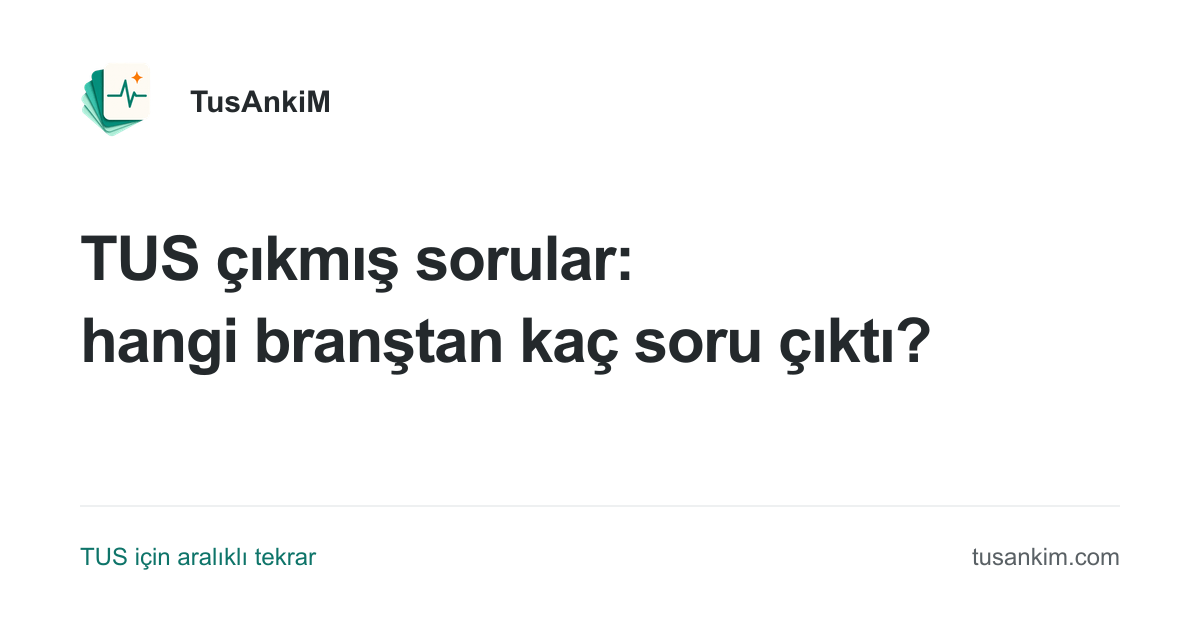 TusAnkiM
TUS çıkmış sorular:
hangi branştan kaç soru çıktı?
TUS için aralıklı tekrar
tusankim.com